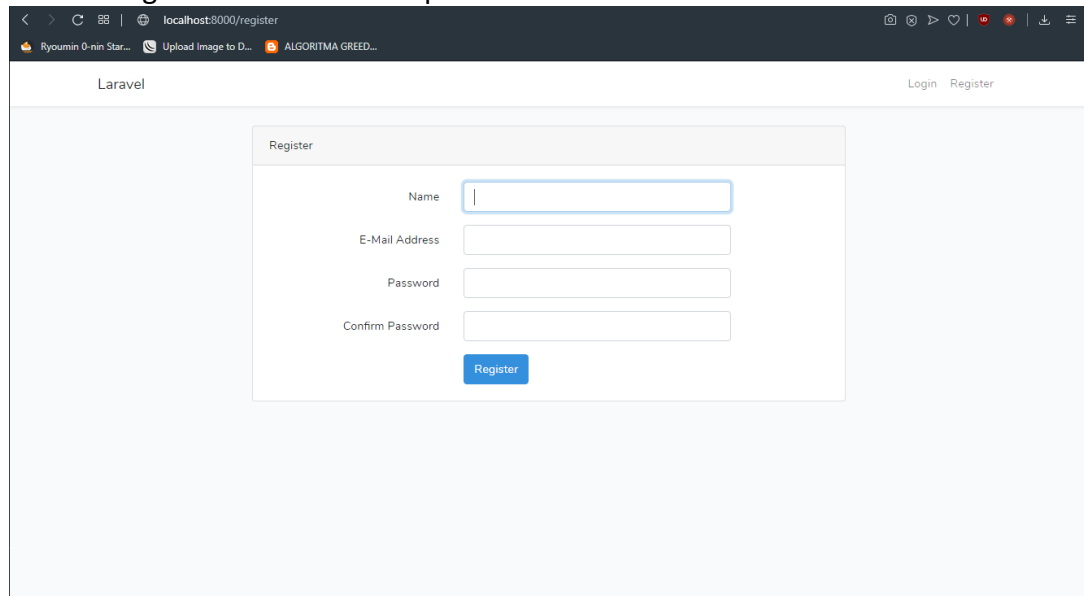 localhost:8000/register
Ryoumin 0-nin Star... Upload Image to D... ALGORITMA GREED...
Laravel Login Register
Register
Name
E-Mail Address
Password
Confirm Password
Register